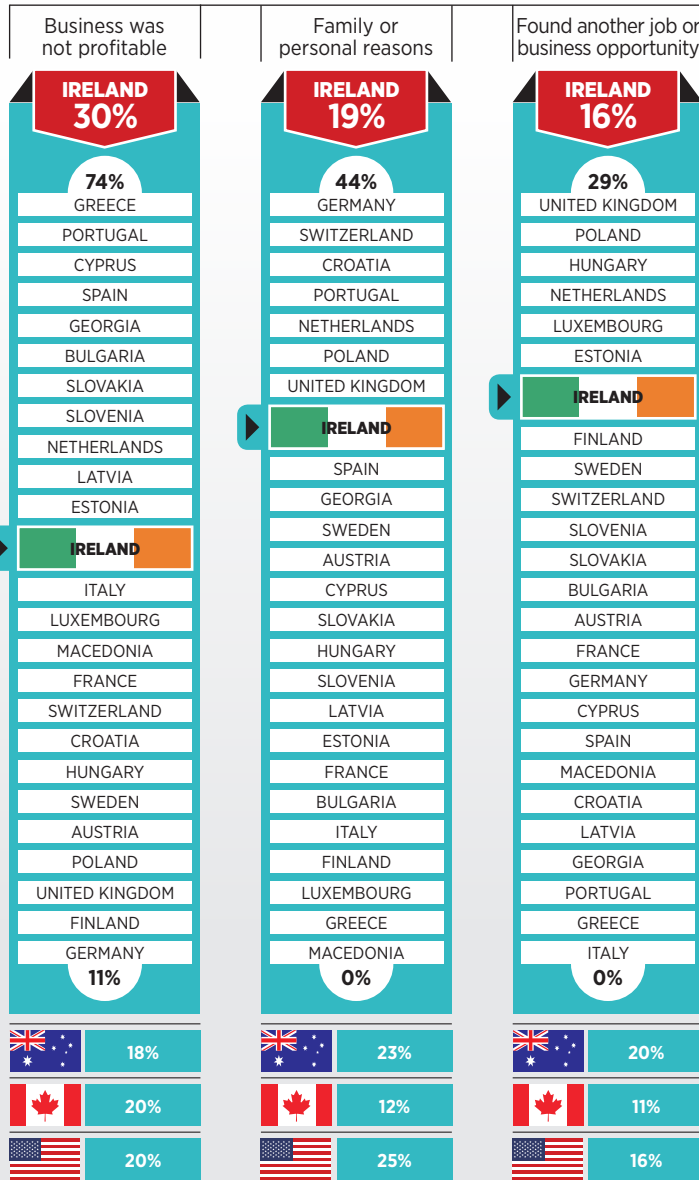 Business was
not profitable
IRELAND
30%
74%
GREECE
PORTUGAL
CYPRUS
SPAIN
GEORGIA
BULGARIA
SLOVAKIA
SLOVENIA
NETHERLANDS
LATVIA
ESTONIA
IRELAND
ITALY
LUXEMBOURG
MACEDONIA
FRANCE
SWITZERLAND
CROATIA
HUNGARY
SWEDEN
AUSTRIA
POLAND
UNITED KINGDOM
FINLAND
GERMANY
11%
18%
20%
20%
Family or
personal reasons
IRELAND
19%
44%
GERMANY
SWITZERLAND
CROATIA
PORTUGAL
NETHERLANDS
POLAND
UNITED KINGDOM
IRELAND
SPAIN
GEORGIA
SWEDEN
AUSTRIA
CYPRUS
SLOVAKIA
HUNGARY
SLOVENIA
LATVIA
ESTONIA
FRANCE
BULGARIA
ITALY
FINLAND
LUXEMBOURG
GREECE
MACEDONIA
0%
23%
12%
25%
Found another job or
business opportunity
IRELAND
16%
29%
UNITED KINGDOM
POLAND
HUNGARY
NETHERLANDS
LUXEMBOURG
ESTONIA
IRELAND
FINLAND
SWEDEN
SWITZERLAND
SLOVENIA
SLOVAKIA
BULGARIA
AUSTRIA
FRANCE
GERMANY
CYPRUS
SPAIN
MACEDONIA
CROATIA
LATVIA
GEORGIA
PORTUGAL
GREECE
ITALY
0%
20%
11%
16%